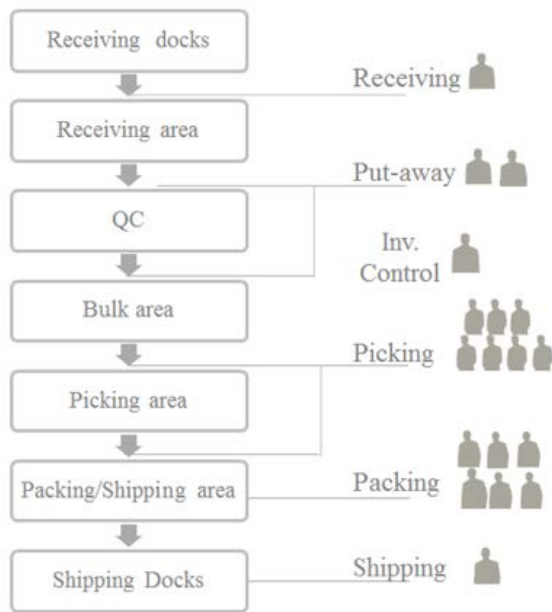 Receiving docks
Receiving
Receiving area
Put-away
QC
Inv.
Control
Bulk area
Picking
Picking area
Packing/Shipping area
Packing
Shipping Docks
Shipping